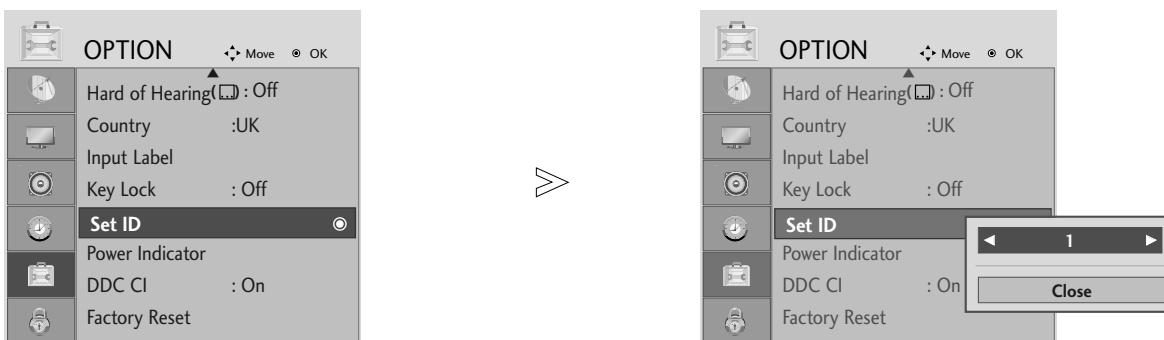 OPTION Move OK
Hard of Hearing( ) : Off
Country :UK
Input Label
Key Lock : Off
Set ID
Power Indicator
DDC CI : On
Factory Reset
OPTION Move OK
Hard of Hearing( ) : Off
Country :UK
Input Label
Key Lock : Off
Set ID
◄ 1 ►
Power Indicator
DDC CI : On
Close
Factory Reset